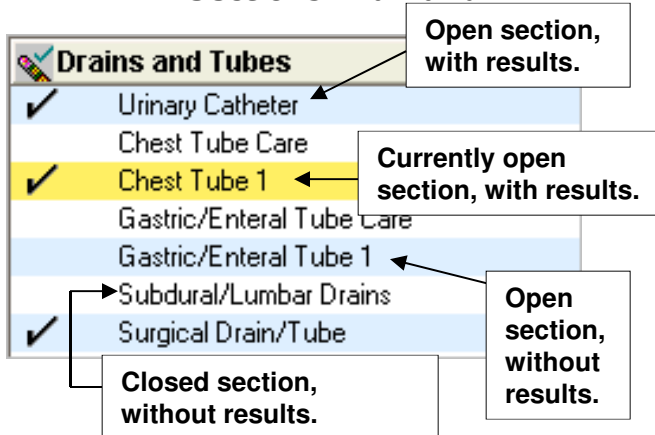 Open section,
with results.
Drains and Tubes
Urinary Catheter
Chest Tube Care
Chest Tube 1
Currently open
section, with results.
Gastric/Enteral Tube Care
Gastric/Enteral Tube 1
Subdural/Lumbar Drains
Surgical Drain/Tube
Open
section,
without
results.
Closed section,
without results.